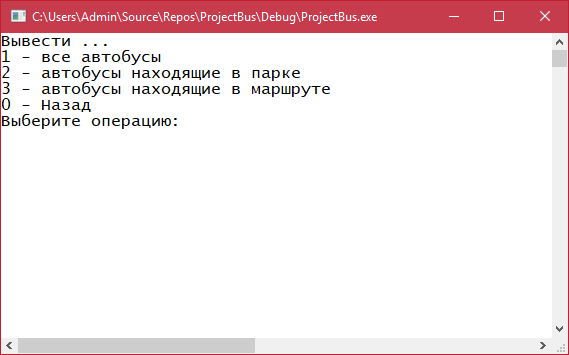 C:\Users\Admin\Source\Repos\ProjectBus\Debug\ProjectBus.exe
Вывести ...
1 - все автобусы
2 - автобусы находящие в парке
3 - автобусы находящие в маршруте
0 - Назад
Выберите операцию: